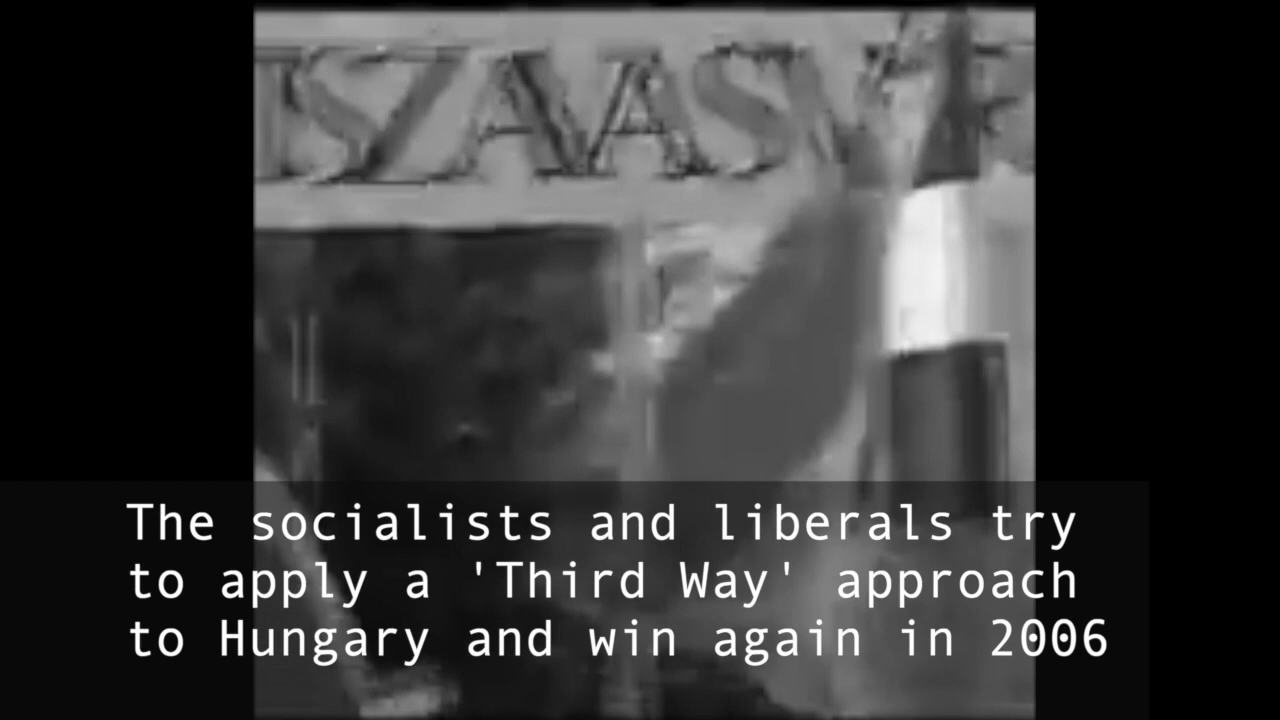 The socialists and liberals try
to apply a 'Third Way' approach
to Hungary and win again in 2006